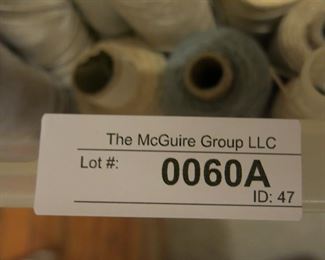 The McGuire Group LLC
Lot #: 0060A
ID: 47